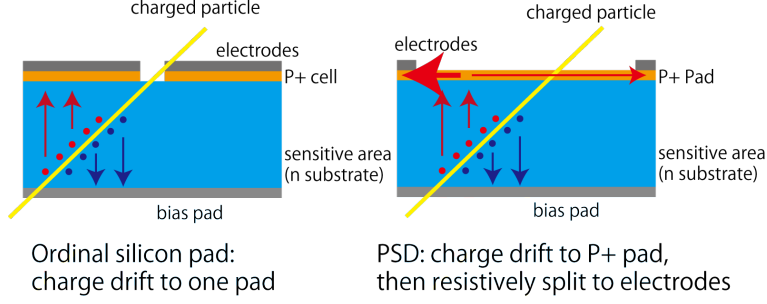 charged particle
electrodes
P+ cell
sensitive area
(n substrate)
bias pad
Ordinal silicon pad:
charge drift to one pad
charged particle
electrodes
P+ Pad
sensitive area
(n substrate)
bias pad
PSD: charge drift to P+ pad,
then resistively split to electrodes